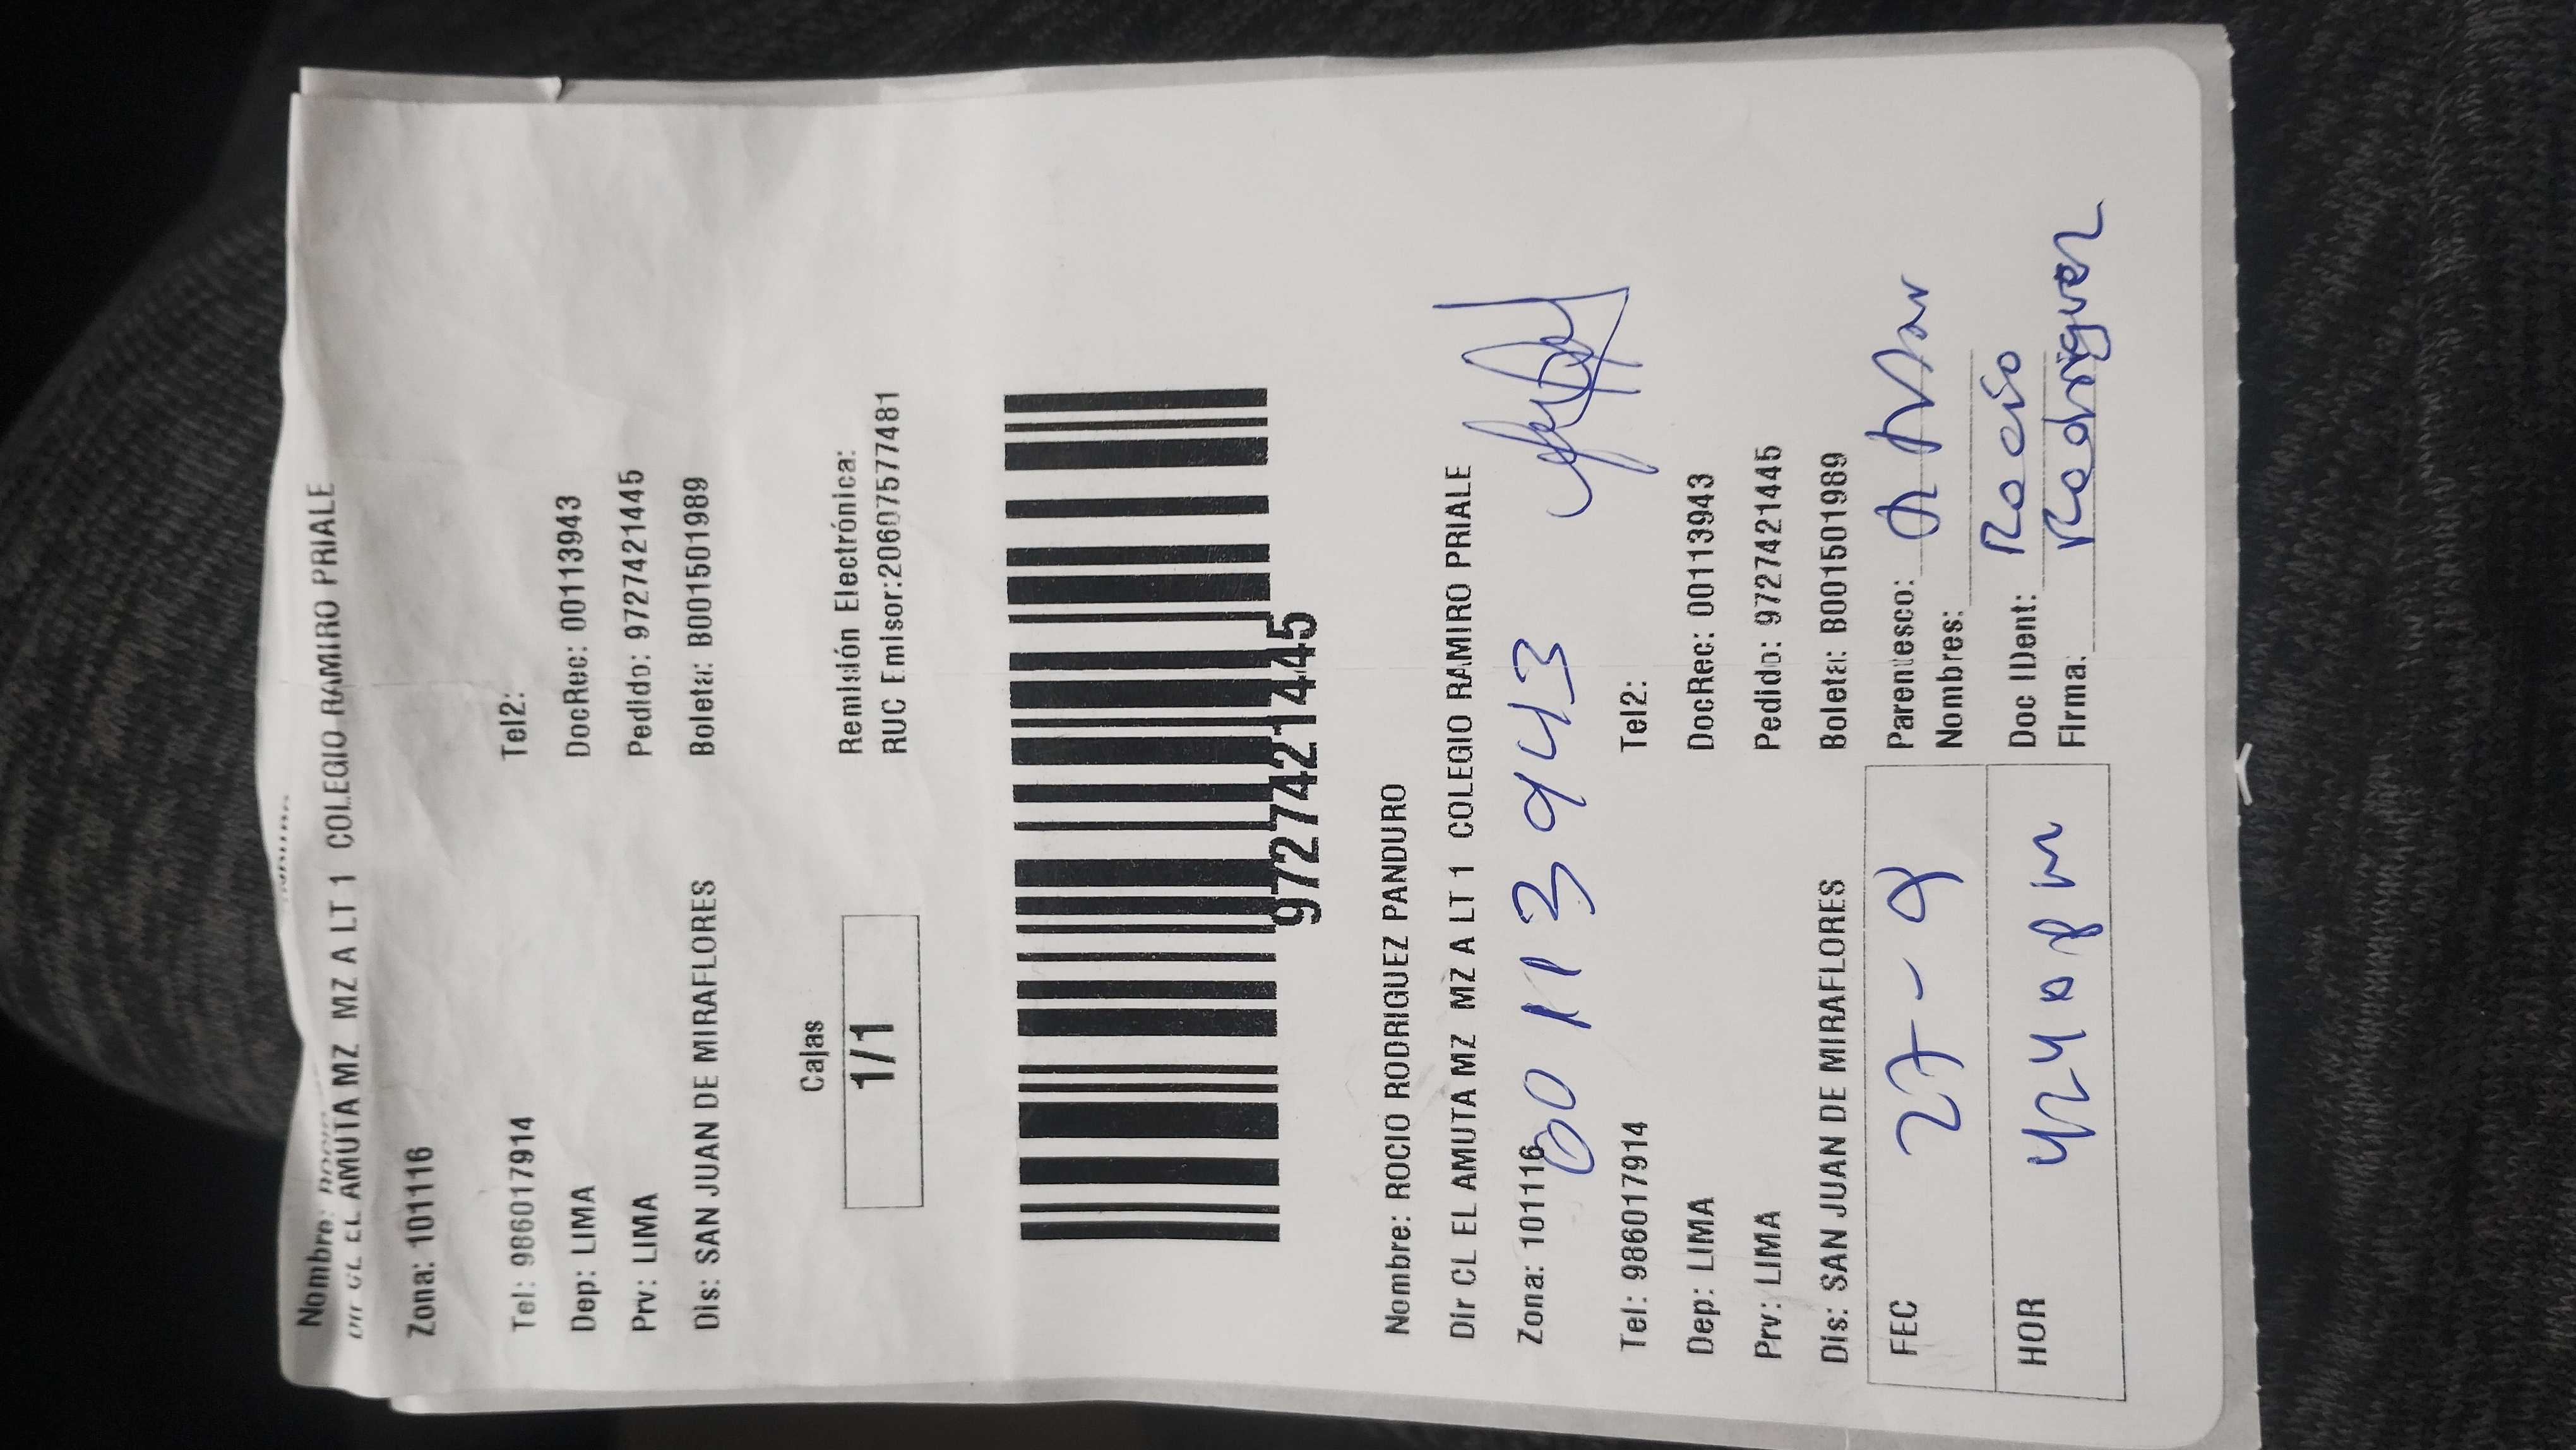 Nombre:
Dir CL EL AMUTA MZ MZ A LT 1 COLEGIO RAMIRO PRIALE
Zona: 101116
Tel: 986017914 Tel2:
Dep: LIMA DocRec: 00113943
Prv: LIMA Pedido: 9727421445
Dis: SAN JUAN DE MIRAFLORES Boleta: B001501989
Cajas
1/1
Remisión Electrónica:
RUC Emisor:20607577481
9727421445
Nombre: ROCIO RODRIGUEZ PANDURO
Dir CL EL AMUTA MZ MZ A LT 1 COLEGIO RAMIRO PRIALE
Zona: 101116
00113943
Tel: 986017914 Tel2:
Dep: LIMA DocRec: 00113943
Prv: LIMA Pedido: 9727421445
Dis: SAN JUAN DE MIRAFLORES Boleta: B001501989
FEC 27-9 Parentesco:
Nombres:
Rocio
HOR Doc IDent:
Rodriguez
Firma: